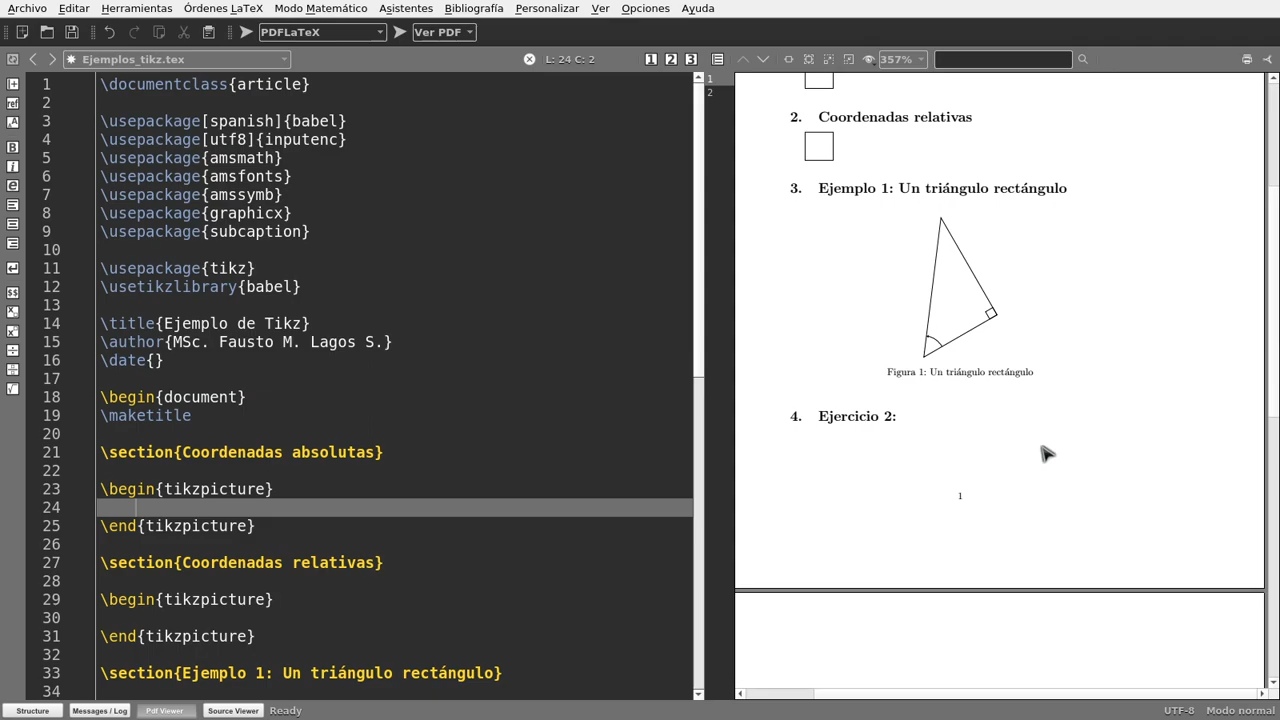 Archivo Editar Herramientas Órdenes LaTeX Modo Matemático Asistentes Bibliografía Personalizar Ver Opciones Ayuda
PDFLaTeX Ver PDF
Ejemplos_tikz.tex L: 24 C: 2 1 2 3 357%
1 \documentclass{article}
2
3 \usepackage[spanish]{babel}
4 \usepackage[utf8]{inputenc}
5 \usepackage{amsmath}
6 \usepackage{amsfonts}
7 \usepackage{amssymb}
8 \usepackage{graphicx}
9 \usepackage{subcaption}
10
11 \usepackage{tikz}
12 \usetikzlibrary{babel}
13
14 \title{Ejemplo de Tikz}
15 \author{MSc. Fausto M. Lagos S.}
16 \date{}
17
18 \begin{document}
19 \maketitle
20
21 \section{Coordenadas absolutas}
22
23 \begin{tikzpicture}
24
25 \end{tikzpicture}
26
27 \section{Coordenadas relativas}
28
29 \begin{tikzpicture}
30
31 \end{tikzpicture}
32
33 \section{Ejemplo 1: Un triángulo rectángulo}
34
1
2
2. Coordenadas relativas
3. Ejemplo 1: Un triángulo rectángulo
Figura 1: Un triángulo rectángulo
4. Ejercicio 2:
1
Structure Messages / Log Pdf Viewer Source Viewer Ready UTF-8 Modo normal